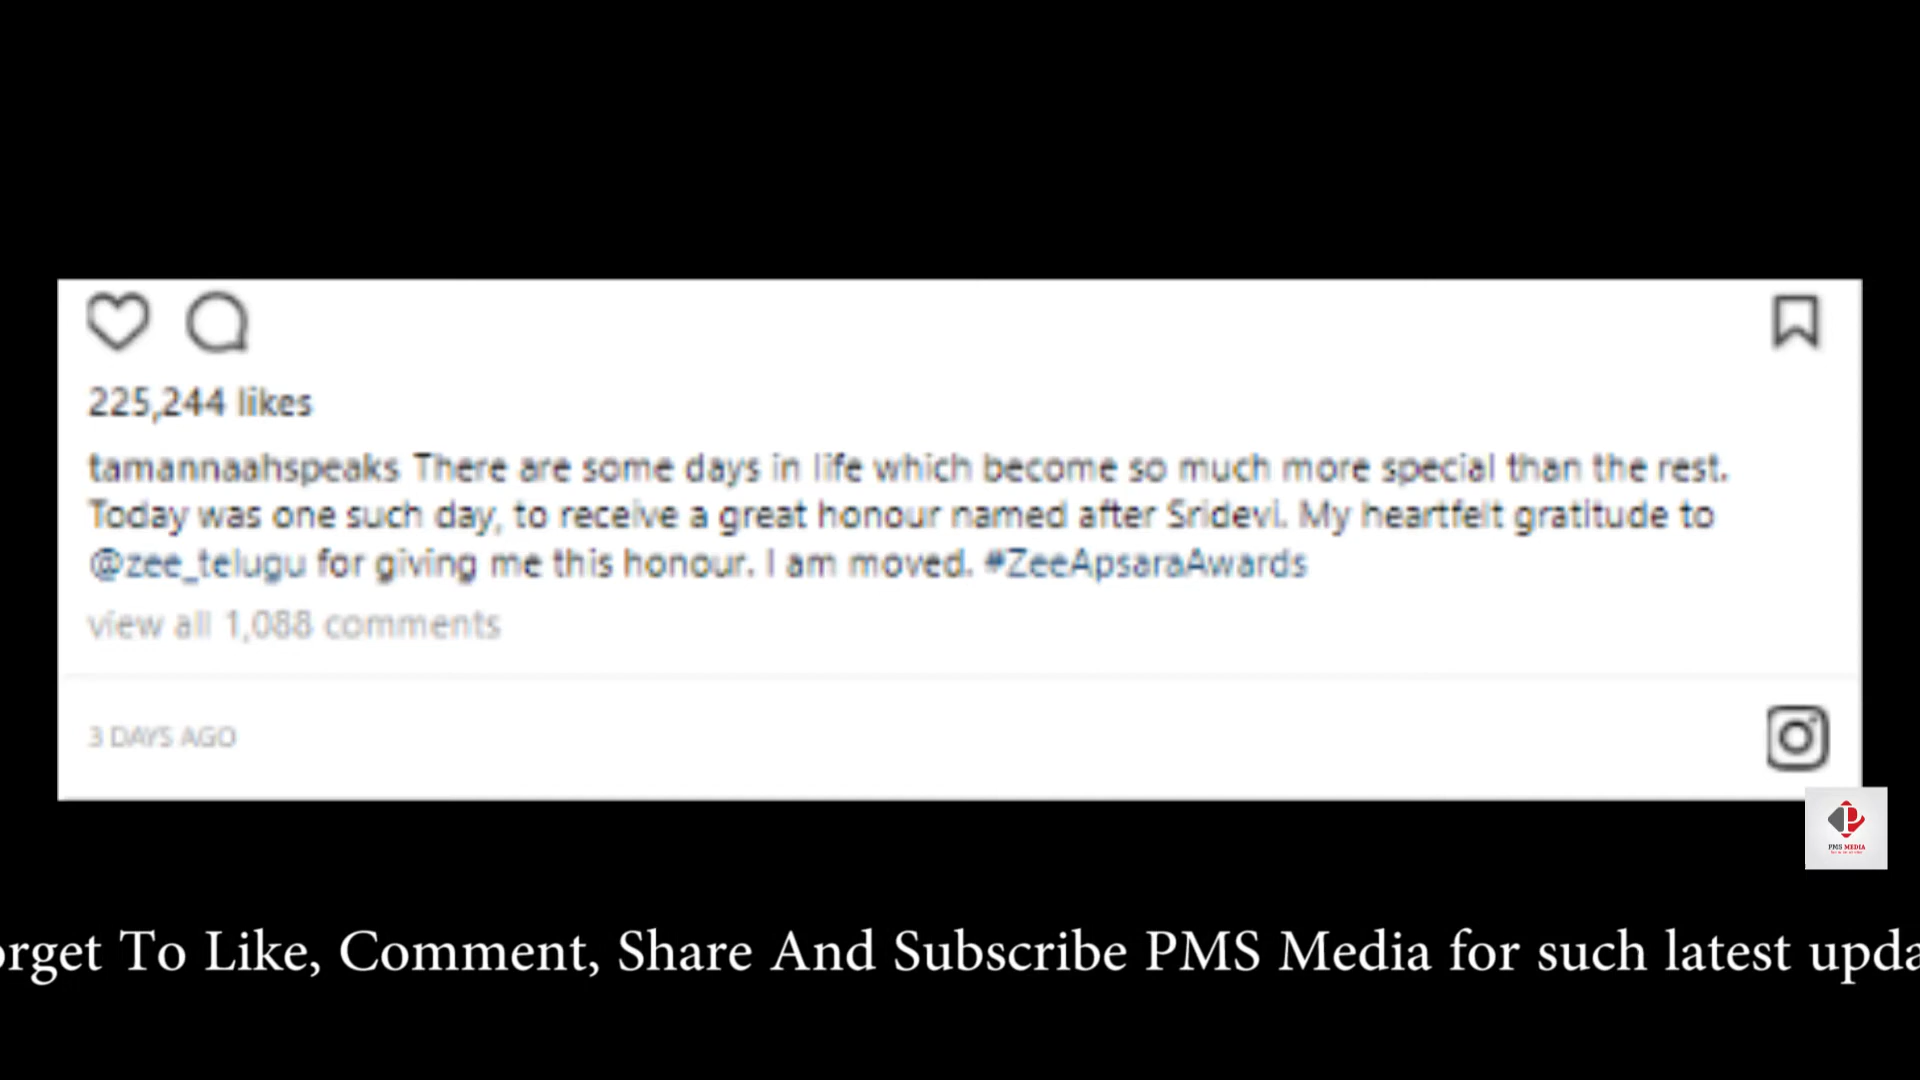 225,244 likes
tamannaahspeaks There are some days in life which become so much more special than the rest.
Today was one such day, to receive a great honour named after Sridevi. My heartfelt gratitude to
@zee_telugu for giving me this honour. I am moved. #ZeeApsaraAwards
view all 1,088 comments
3 DAYS AGO
PMS MEDIA
orget To Like, Comment, Share And Subscribe PMS Media for such latest upda